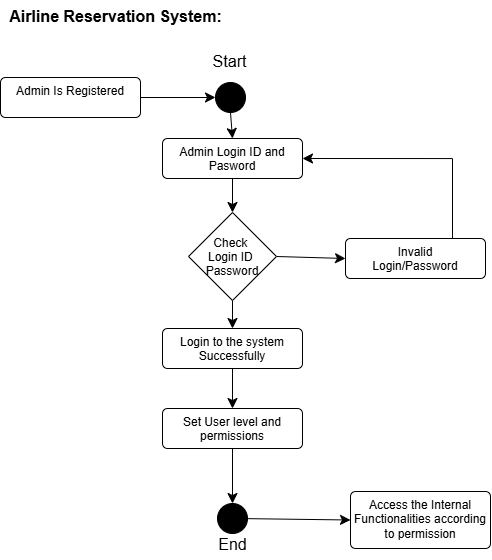 Airline Reservation System:
Start
Admin Is Registered
Admin Login ID and
Pasword
Check
Login ID
Password
Invalid
Login/Password
Login to the system
Successfully
Set User level and
permissions
End
Access the Internal
Functionalities according
to permission